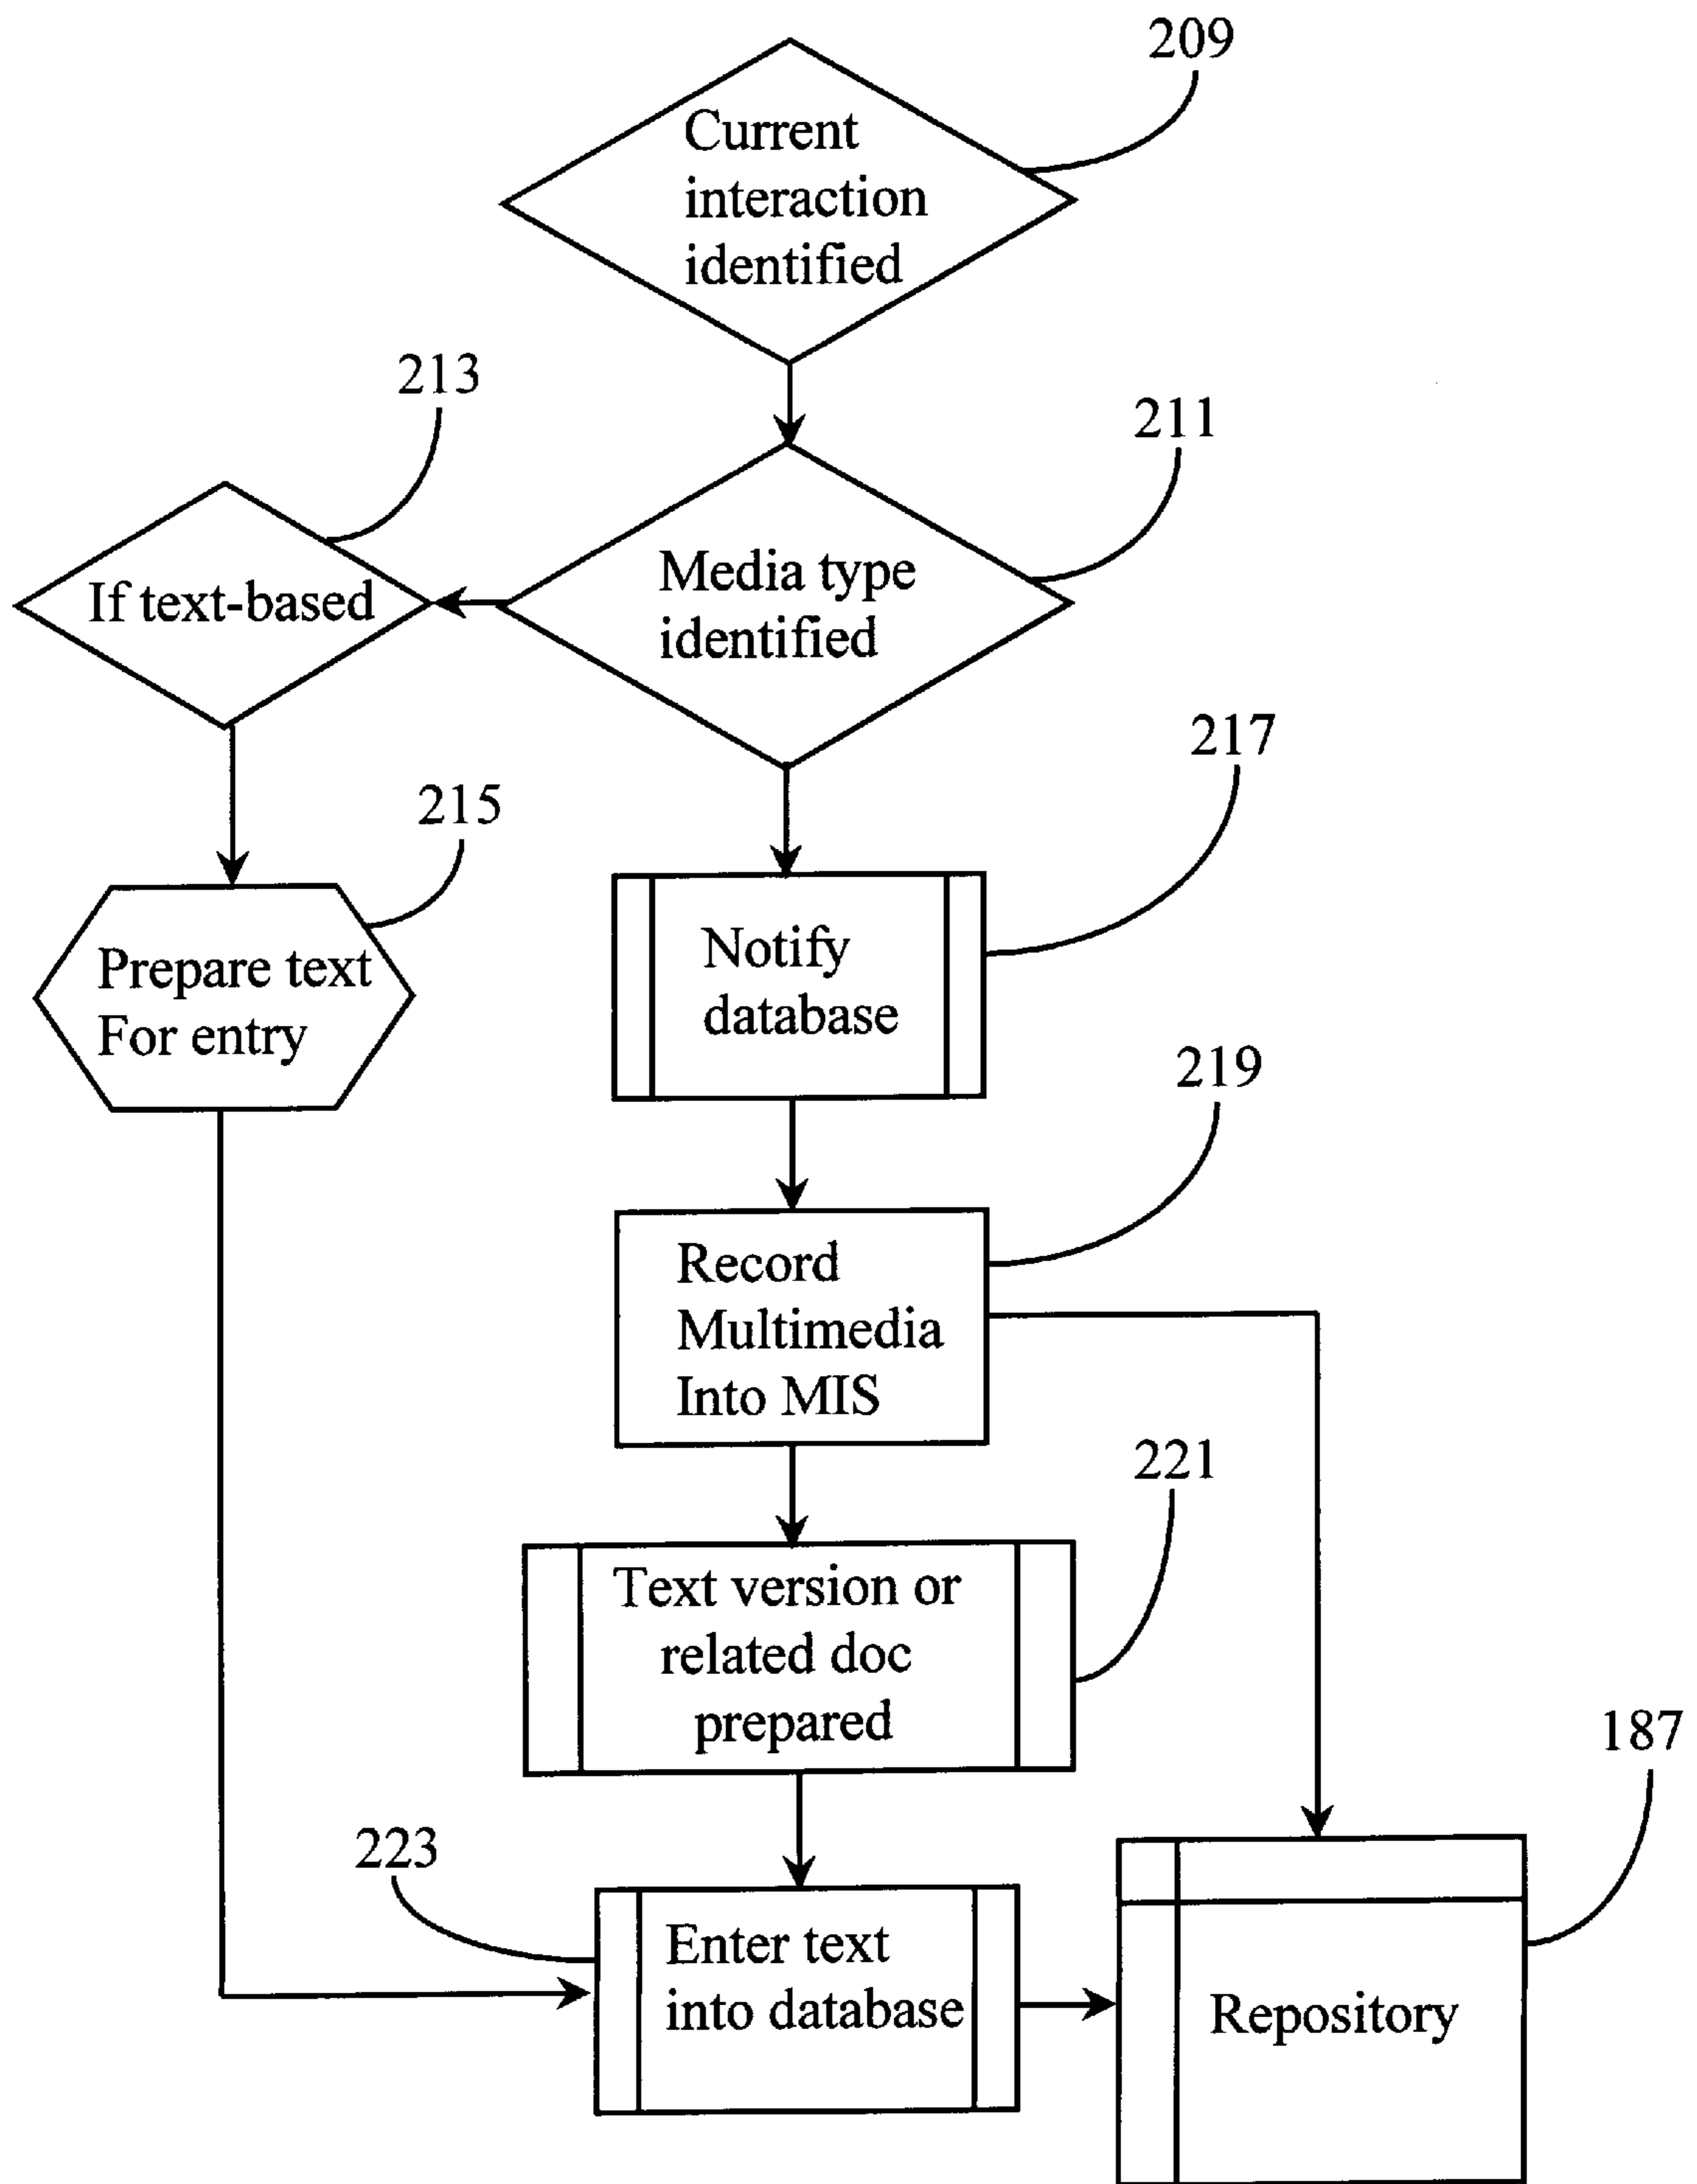 209
Current
interaction
identified
213
211
If text-based
Media type
identified
217
215
Notify
database
Prepare text
For entry
219
Record
Multimedia
Into MIS
221
Text version or
related doc
prepared
187
223
Enter text
into database
Repository